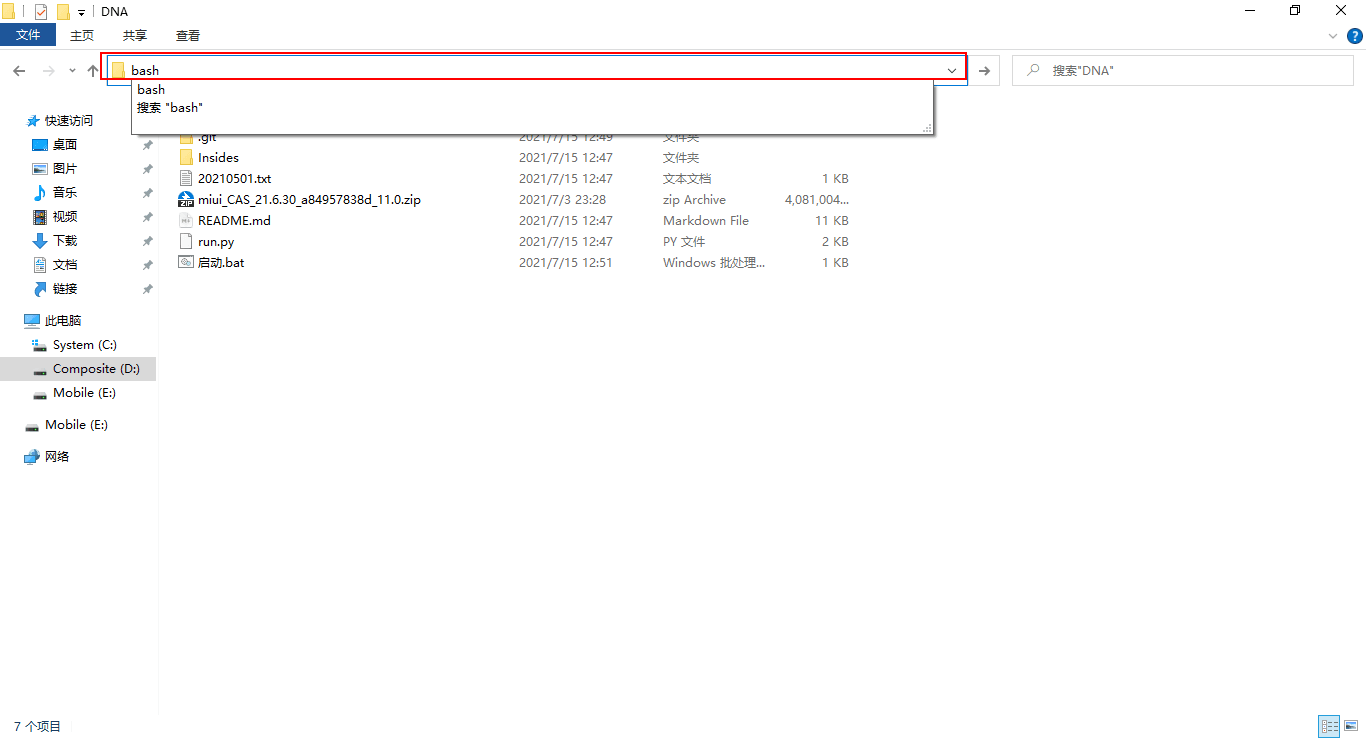 DNA
文件 主页 共享 查看
bash
搜索"DNA"
bash
搜索 "bash"
快速访问
桌面
图片
音乐
视频
下载
文档
链接
此电脑
System (C:)
Composite (D:)
Mobile (E:)
Mobile (E:)
网络
.git 2021/7/15 12:49 文件夹
Insides 2021/7/15 12:47 文件夹
20210501.txt 2021/7/15 12:47 文本文档 1 KB
miui_CAS_21.6.30_a84957838d_11.0.zip 2021/7/3 23:28 zip Archive 4,081,004...
README.md 2021/7/15 12:47 Markdown File 11 KB
run.py 2021/7/15 12:47 PY 文件 2 KB
启动.bat 2021/7/15 12:51 Windows 批处理... 1 KB
7 个项目